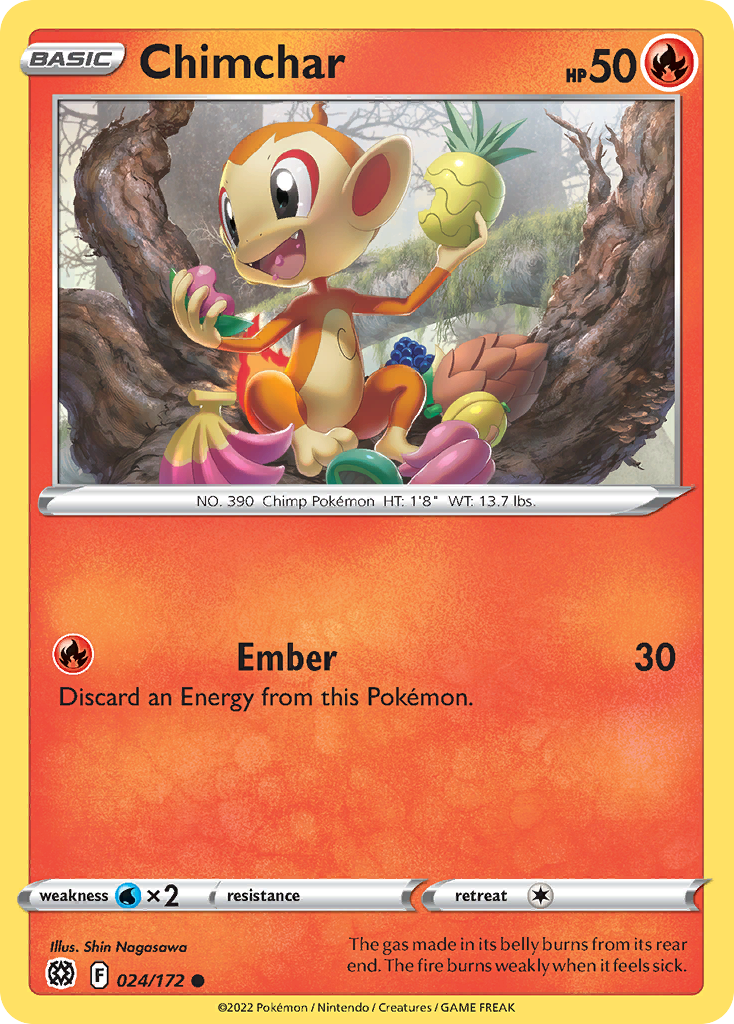 BASIC Chimchar HP 50
NO. 390 Chimp Pokémon HT: 1'8" WT: 13.7 lbs.
Ember 30
Discard an Energy from this Pokémon.
weakness ×2 resistance retreat
Illus. Shin Nagasawa
The gas made in its belly burns from its rear
end. The fire burns weakly when it feels sick.
F 024/172
©2022 Pokémon / Nintendo / Creatures / GAME FREAK